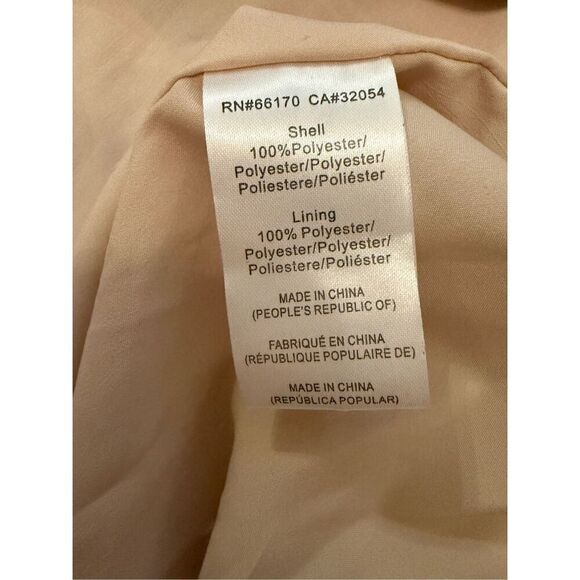 RN#66170 CA#32054
Shell
100%Polyester/
Polyester/Polyester/
Poliestere/Poliéster
Lining
100% Polyester/
Polyester/Polyester/
Poliestere/Poliéster
MADE IN CHINA
(PEOPLE'S REPUBLIC OF)
FABRIQUÉ EN CHINA
(RÉPUBLIQUE POPULAIRE DE)
MADE IN CHINA
(REPÚBLICA POPULAR)